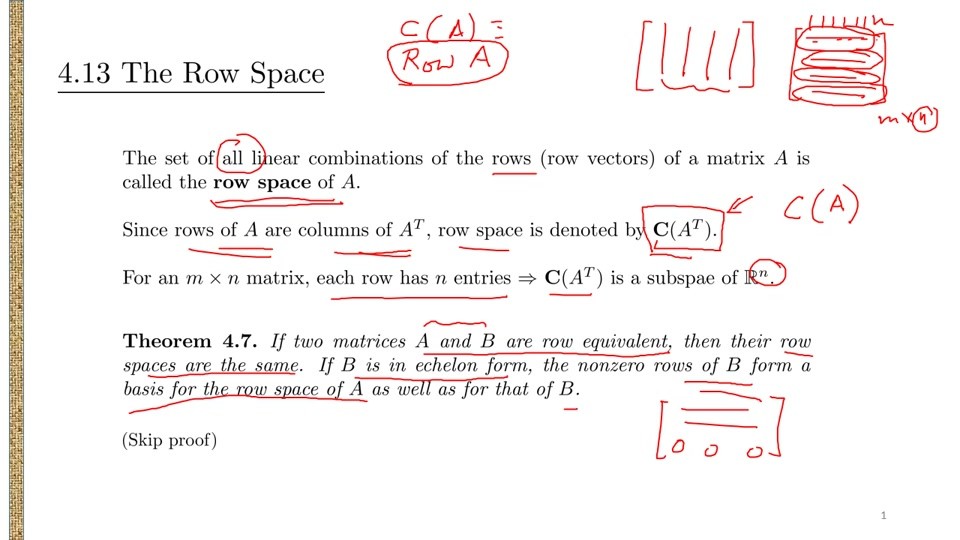 C(A) ≡
Row A
n
m×n
4.13 The Row Space
The set of all linear combinations of the rows (row vectors) of a matrix A is
called the row space of A.
C(A)
Since rows of A are columns of Aᵀ, row space is denoted by C(Aᵀ).
For an m × n matrix, each row has n entries ⇒ C(Aᵀ) is a subspae of ℝⁿ.
Theorem 4.7. If two matrices A and B are row equivalent, then their row
spaces are the same. If B is in echelon form, the nonzero rows of B form a
basis for the row space of A as well as for that of B.
0 0 0
(Skip proof)
1